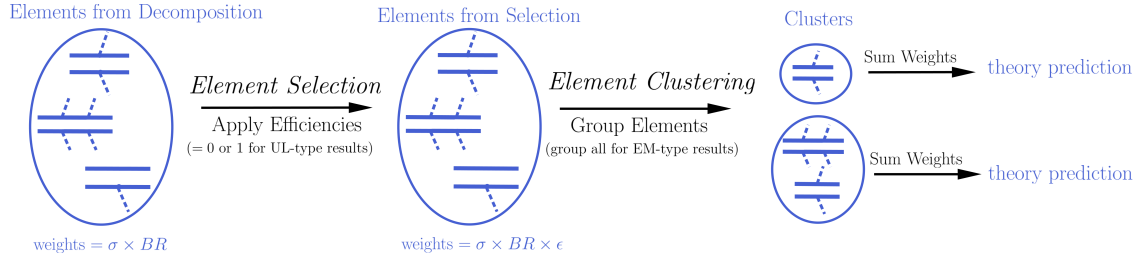 Elements from Decomposition
weights = σ × BR
Element Selection
Apply Efficiencies
(= 0 or 1 for UL-type results)
Elements from Selection
weights = σ × BR × ϵ
Element Clustering
Group Elements
(group all for EM-type results)
Clusters
Sum Weights
theory prediction
Sum Weights
theory prediction